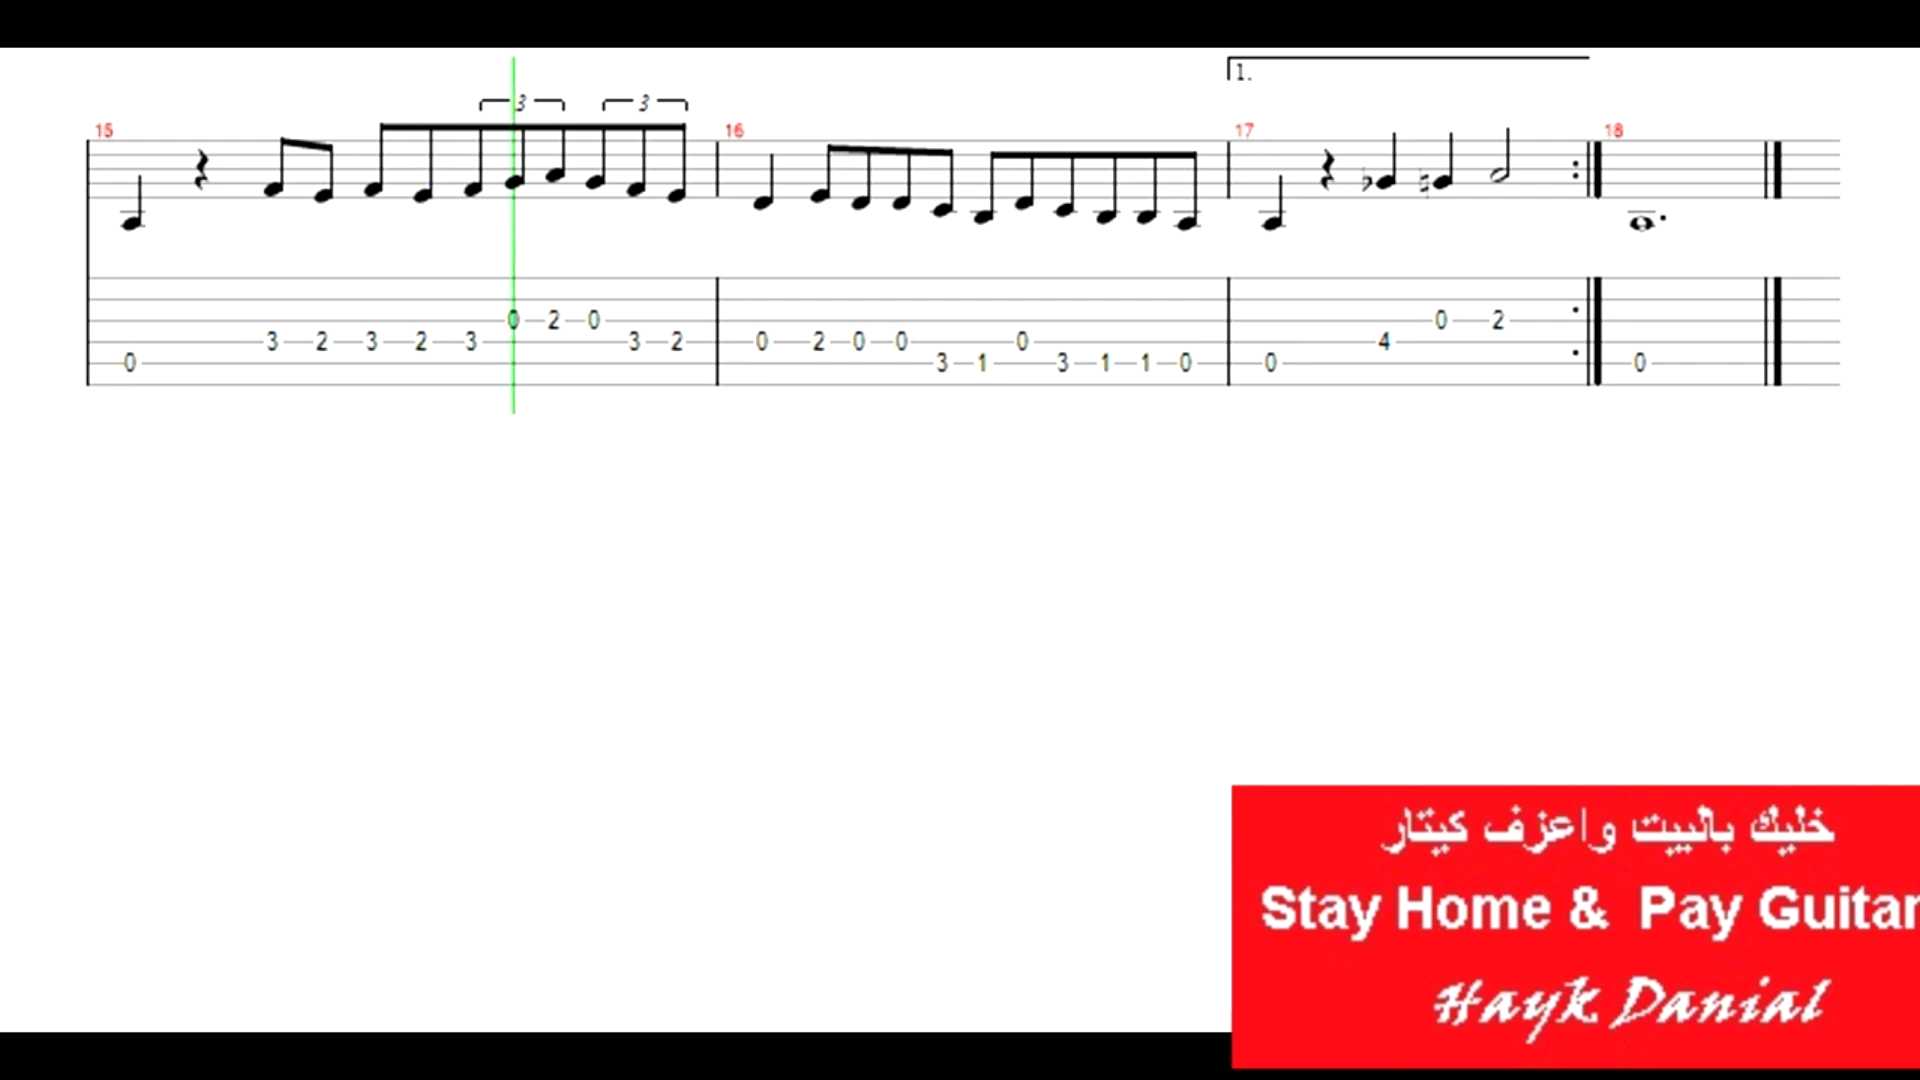 1.
3 3
15 16 17 18
0 2 0 0 2
3 2 3 2 3 3 2 0 2 0 0 0 4
0 3 1 3 1 1 0 0 0
خليك بالبيت واعزف كيتار
Stay Home & Pay Guitar
Hayk Danial